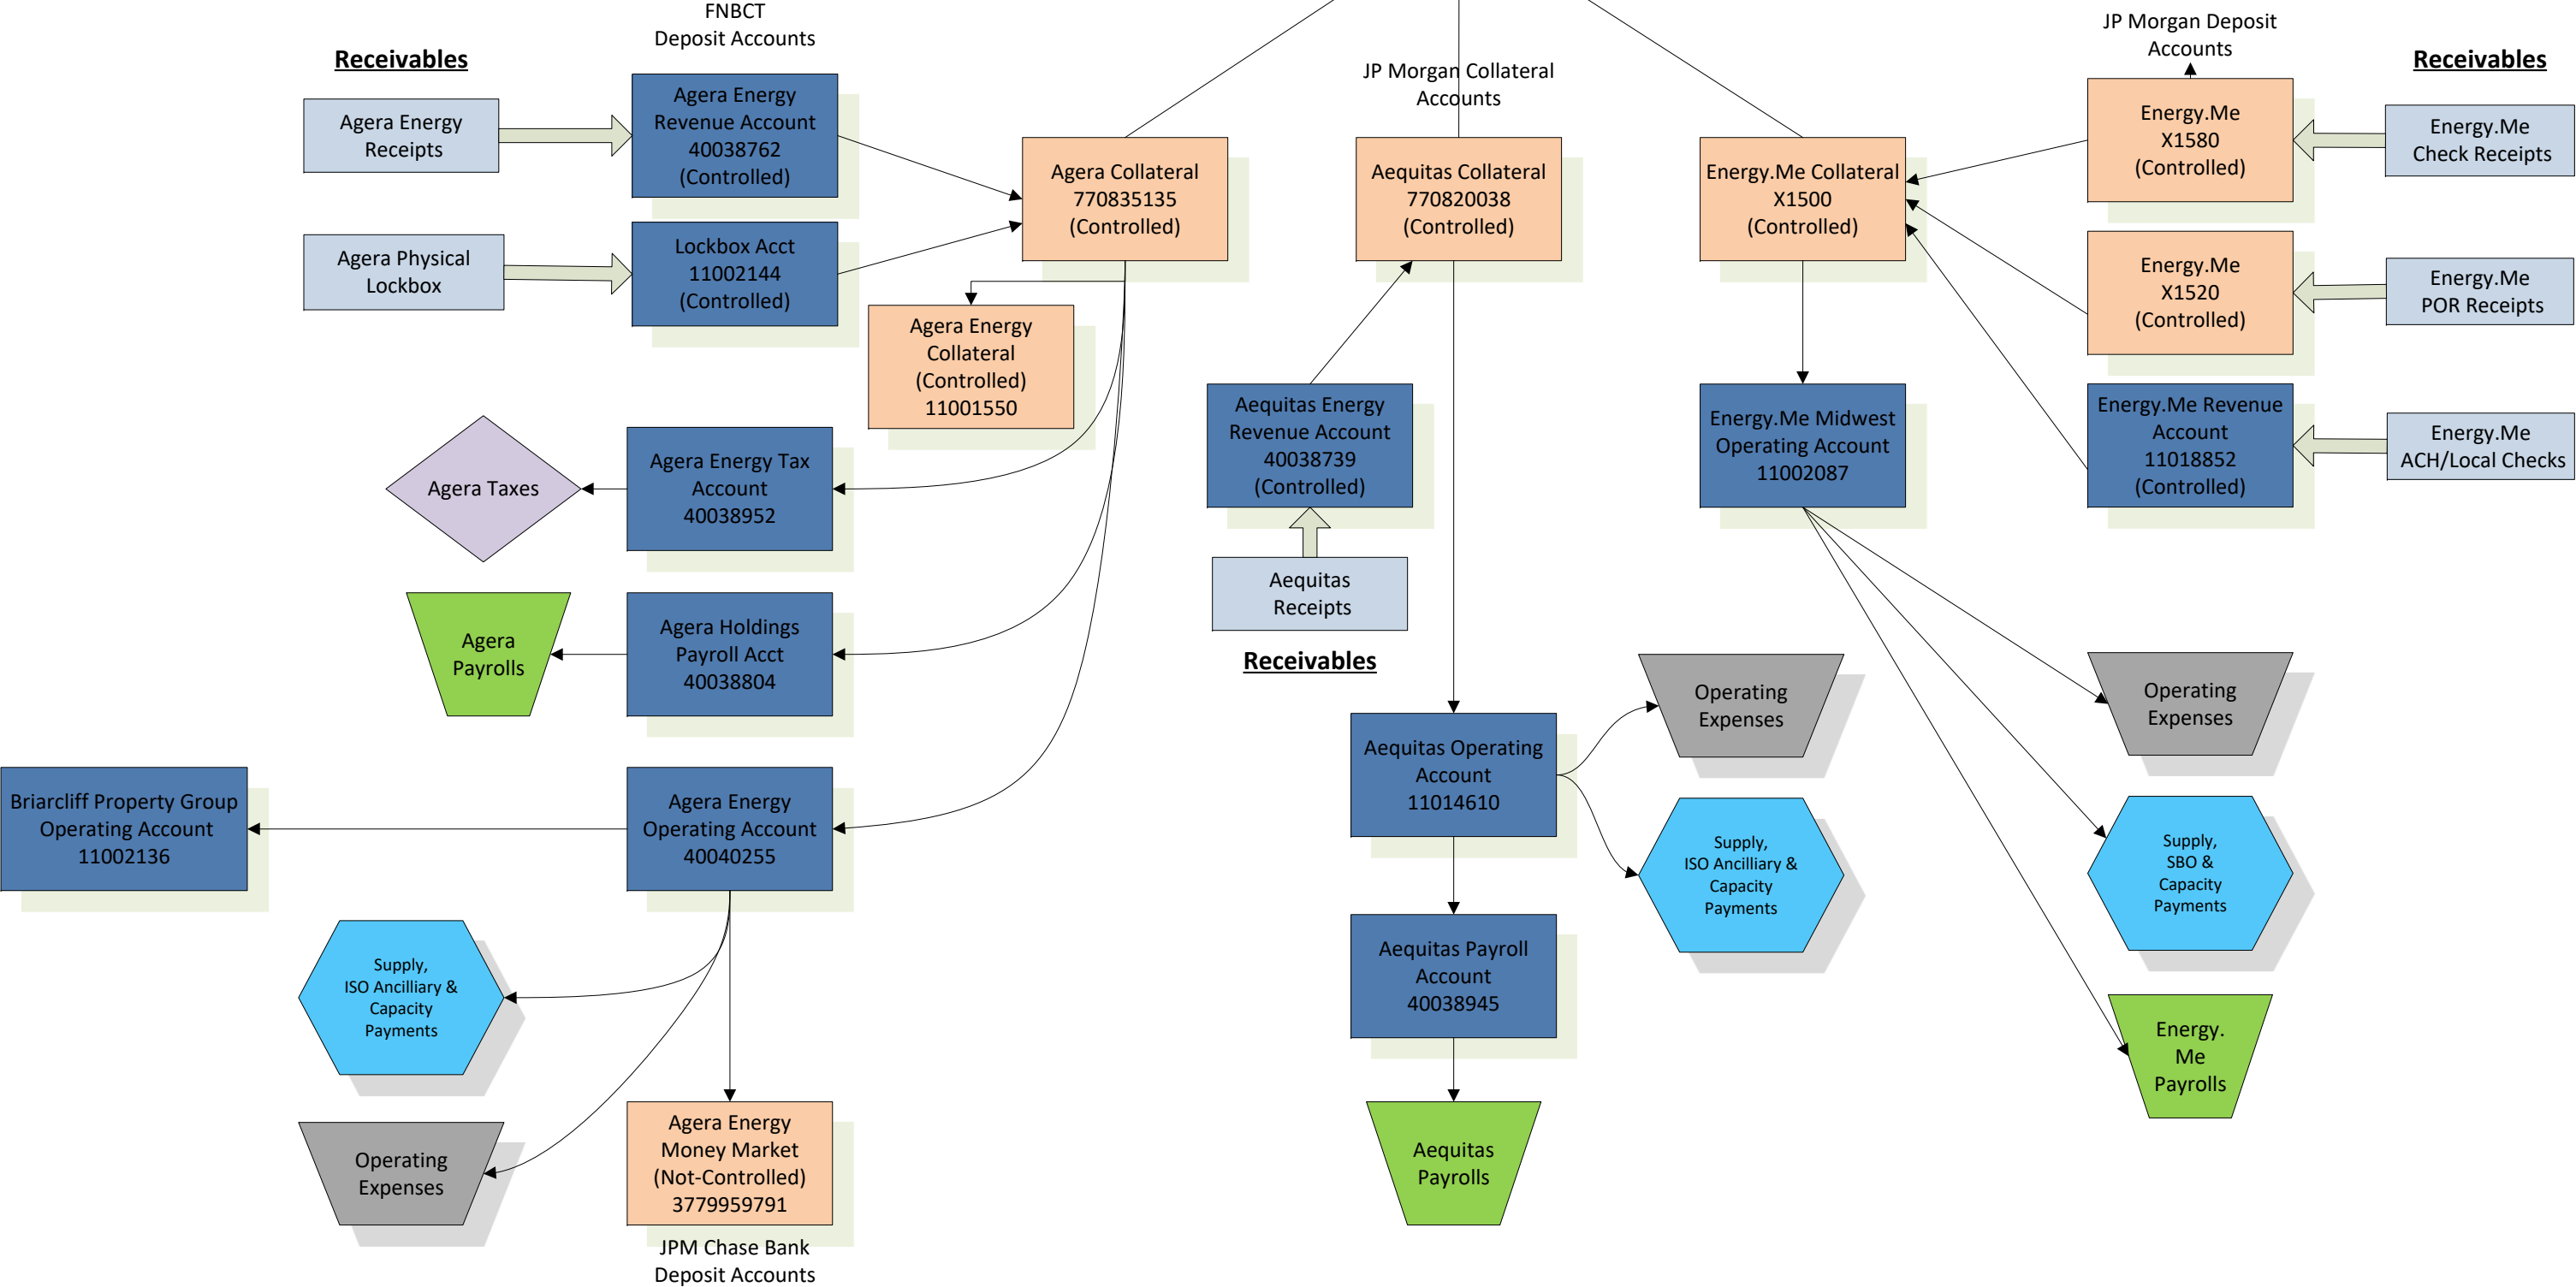 FNBCT
Deposit Accounts
Receivables
Agera Energy
Receipts
Agera Energy
Revenue Account
40038762
(Controlled)
Agera Physical
Lockbox
Lockbox Acct
11002144
(Controlled)
Agera Collateral
770835135
(Controlled)
Agera Energy
Collateral
(Controlled)
11001550
Agera Taxes
Agera Energy Tax
Account
40038952
Agera
Payrolls
Agera Holdings
Payroll Acct
40038804
Briarcliff Property Group
Operating Account
11002136
Agera Energy
Operating Account
40040255
Supply,
ISO Ancilliary &
Capacity
Payments
Operating
Expenses
Agera Energy
Money Market
(Not-Controlled)
3779959791
JPM Chase Bank
Deposit Accounts
JP Morgan Collateral
Accounts
Aequitas Collateral
770820038
(Controlled)
Aequitas Energy
Revenue Account
40038739
(Controlled)
Aequitas
Receipts
Receivables
Aequitas Operating
Account
11014610
Operating
Expenses
Supply,
ISO Ancilliary &
Capacity
Payments
Aequitas Payroll
Account
40038945
Aequitas
Payrolls
Energy.Me Collateral
X1500
(Controlled)
Energy.Me Midwest
Operating Account
11002087
JP Morgan Deposit
Accounts
Receivables
Energy.Me
X1580
(Controlled)
Energy.Me
Check Receipts
Energy.Me
X1520
(Controlled)
Energy.Me
POR Receipts
Energy.Me Revenue
Account
11018852
(Controlled)
Energy.Me
ACH/Local Checks
Operating
Expenses
Supply,
SBO &
Capacity
Payments
Energy.
Me
Payrolls